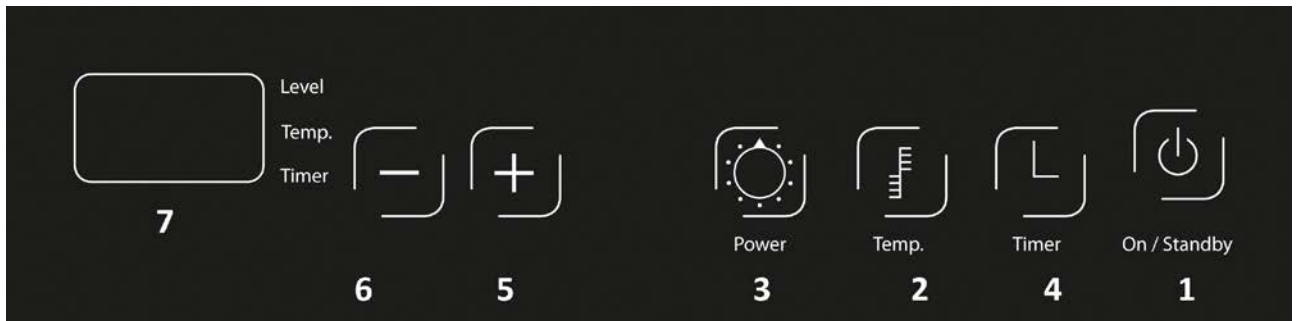 Level
Temp.
Timer
7
Power
Temp.
Timer
On / Standby
6
5
3
2
4
1